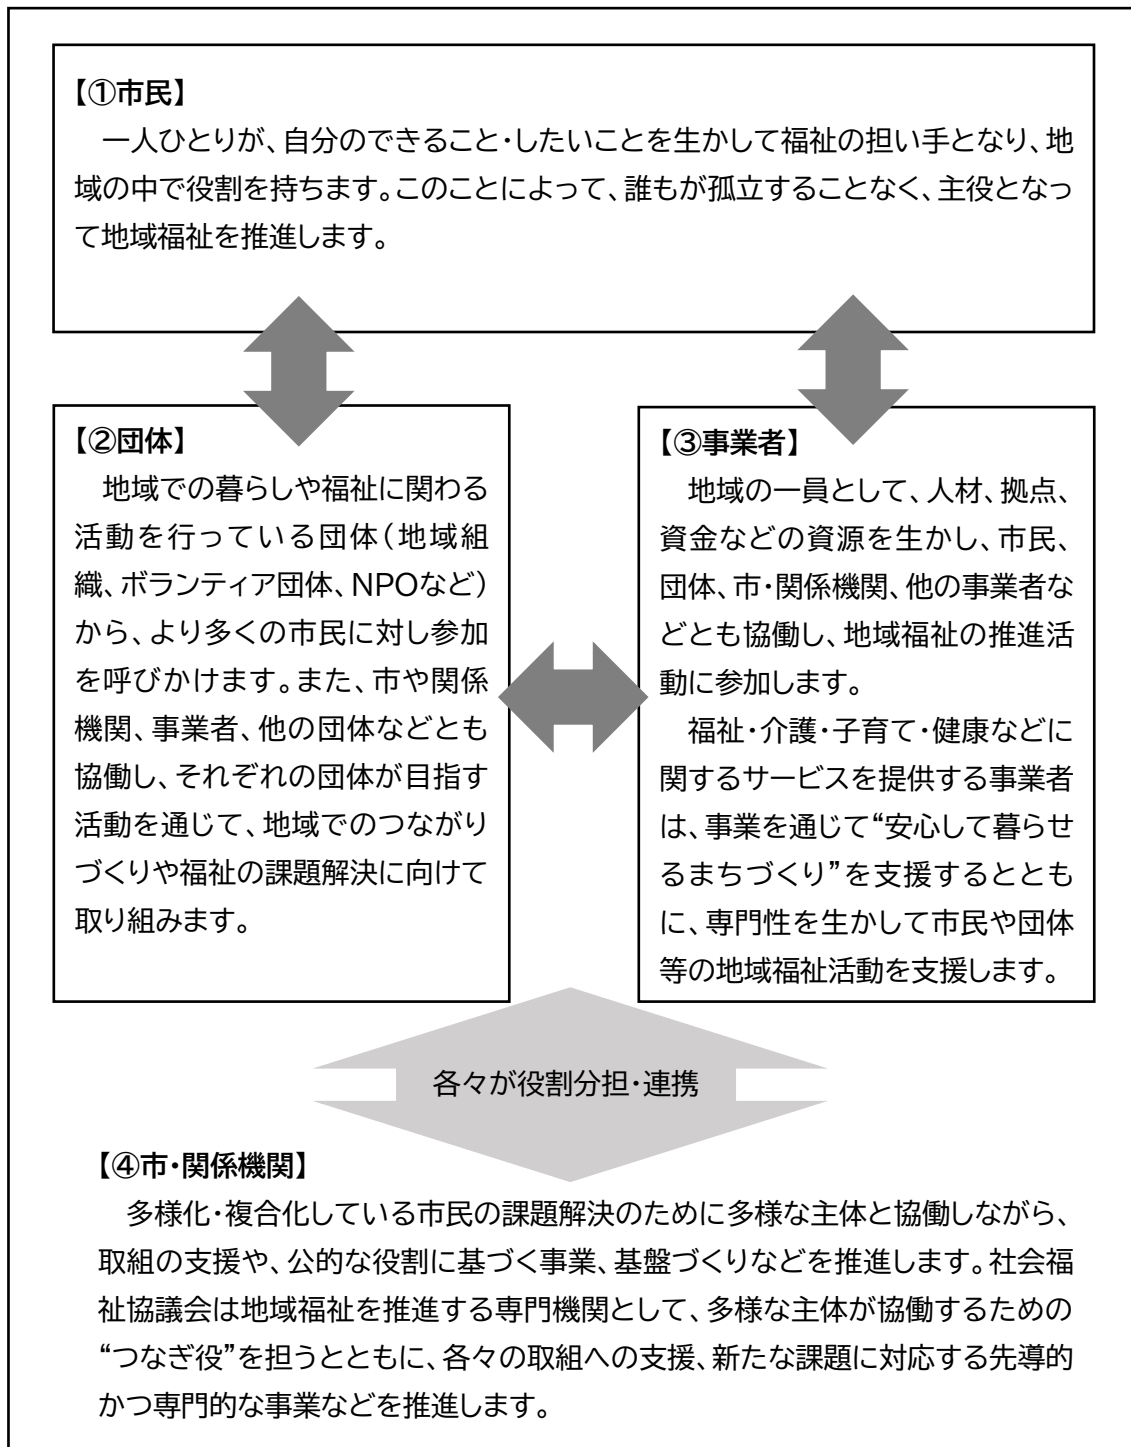 【①市民】
一人ひとりが、自分のできること・したいことを生かして福祉の担い手となり、地
域の中で役割を持ちます。このことによって、誰もが孤立することなく、主役となっ
て地域福祉を推進します。
【②団体】
地域での暮らしや福祉に関わる
活動を行っている団体（地域組
織、ボランティア団体、NPOなど）
から、より多くの市民に対し参加
を呼びかけます。また、市や関係
機関、事業者、他の団体などとも
協働し、それぞれの団体が目指す
活動を通じて、地域でのつながり
づくりや福祉の課題解決に向けて
取り組みます。
【③事業者】
地域の一員として、人材、拠点、
資金などの資源を生かし、市民、
団体、市・関係機関、他の事業者な
どとも協働し、地域福祉の推進活
動に参加します。
福祉・介護・子育て・健康などに
関するサービスを提供する事業者
は、事業を通じて“安心して暮らせ
るまちづくり”を支援するととも
に、専門性を生かして市民や団体
等の地域福祉活動を支援します。
各々が役割分担・連携
【④市・関係機関】
多様化・複合化している市民の課題解決のために多様な主体と協働しながら、
取組の支援や、公的な役割に基づく事業、基盤づくりなどを推進します。社会福
祉協議会は地域福祉を推進する専門機関として、多様な主体が協働するための
“つなぎ役”を担うとともに、各々の取組への支援、新たな課題に対応する先導的
かつ専門的な事業などを推進します。